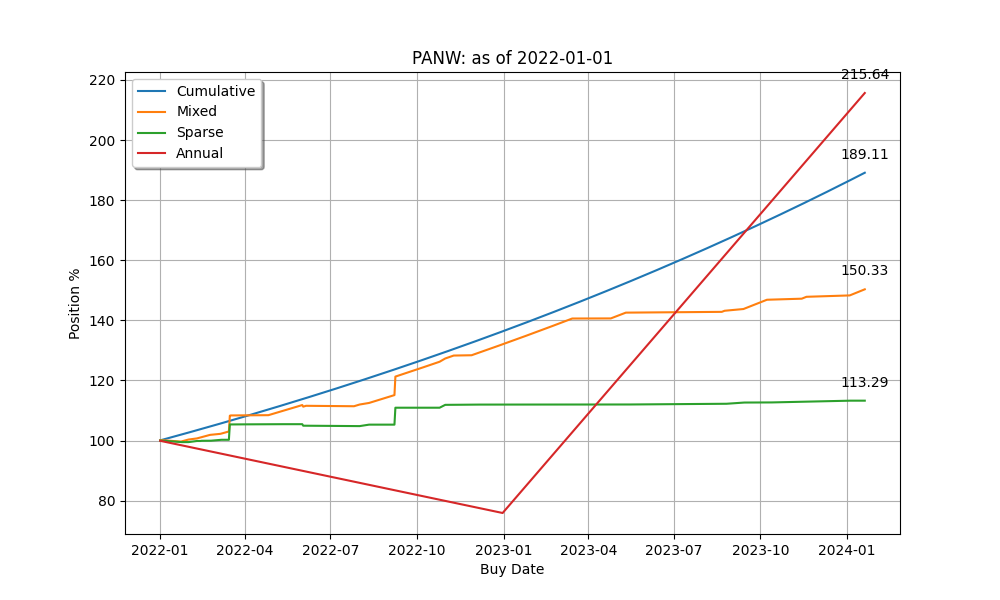 PANW: as of 2022-01-01
Cumulative
Mixed
Sparse
Annual
215.64
189.11
150.33
113.29
220
200
180
160
140
120
100
80
Position %
2022-01 2022-04 2022-07 2022-10 2023-01 2023-04 2023-07 2023-10 2024-01
Buy Date